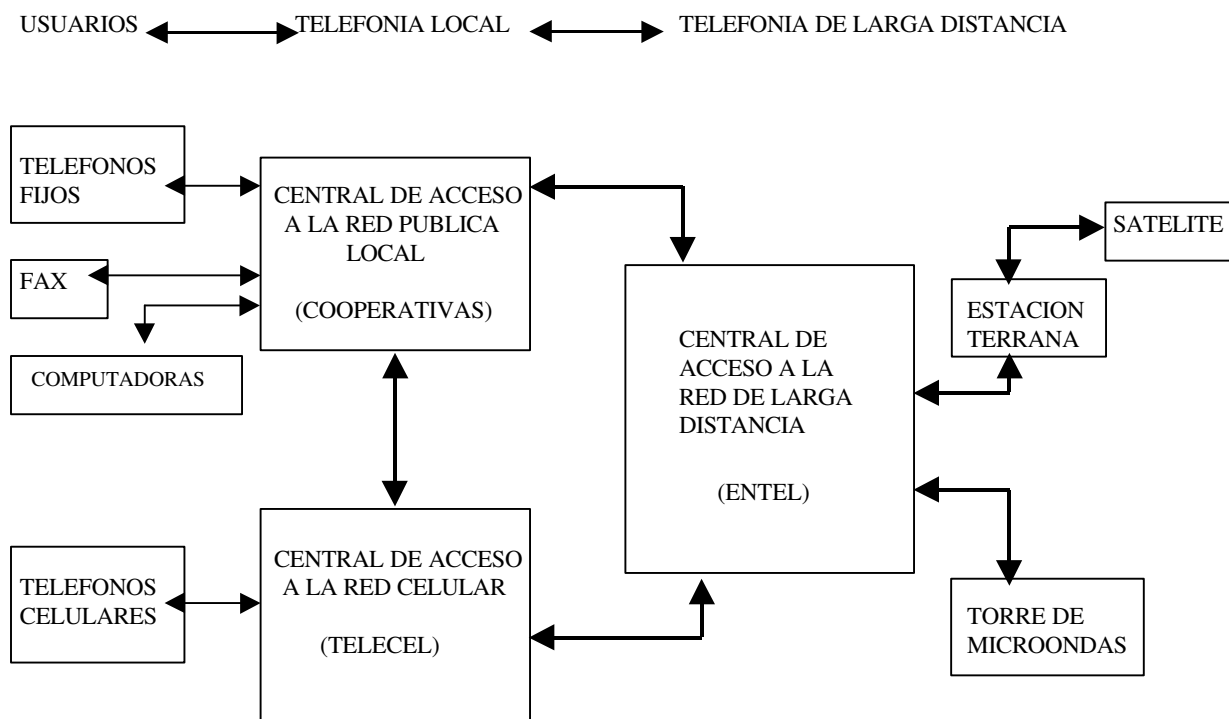 USUARIOS TELEFONIA LOCAL TELEFONIA DE LARGA DISTANCIA
TELEFONOS
FIJOS
FAX
COMPUTADORAS
CENTRAL DE ACCESO
A LA RED PUBLICA
LOCAL
(COOPERATIVAS)
TELEFONOS
CELULARES
CENTRAL DE ACCESO
A LA RED CELULAR
(TELECEL)
CENTRAL DE
ACCESO A LA
RED DE LARGA
DISTANCIA
(ENTEL)
SATELITE
ESTACION
TERRANA
TORRE DE
MICROONDAS